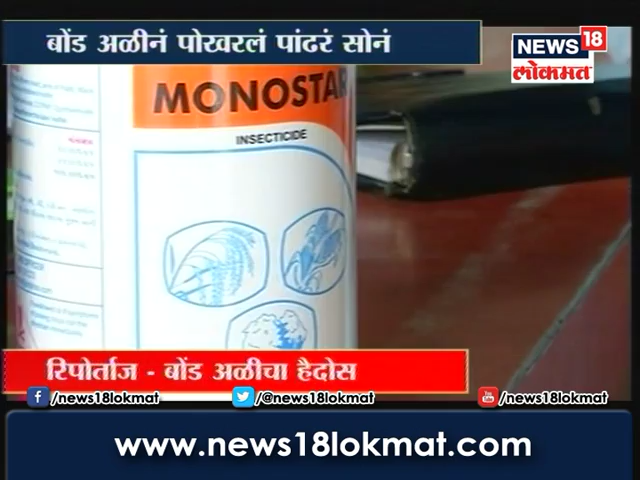 बोंड अळीनं पोखरलं पांढरं सोनं
NEWS 18
लोकमत
MONOSTAR
INSECTICIDE
रिपोर्ताज - बोंड अळीचा हैदोस
/news18lokmat
/@news18lokmat
/news18lokmat
www.news18lokmat.com